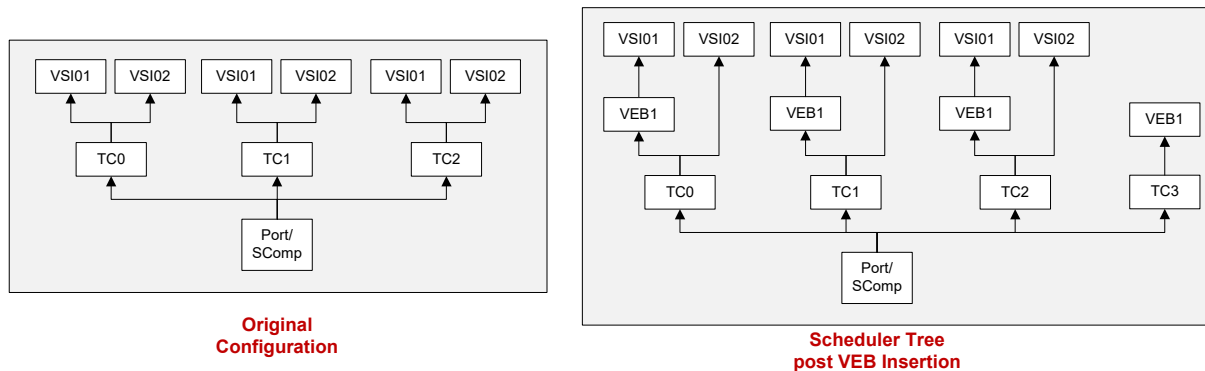 VSI01 VSI02 VSI01 VSI02 VSI01 VSI02
TC0 TC1 TC2
Port/
SComp
Original
Configuration
VSI01 VSI02 VSI01 VSI02 VSI01 VSI02
VEB1 VEB1 VEB1 VEB1
TC0 TC1 TC2 TC3
Port/
SComp
Scheduler Tree
post VEB Insertion